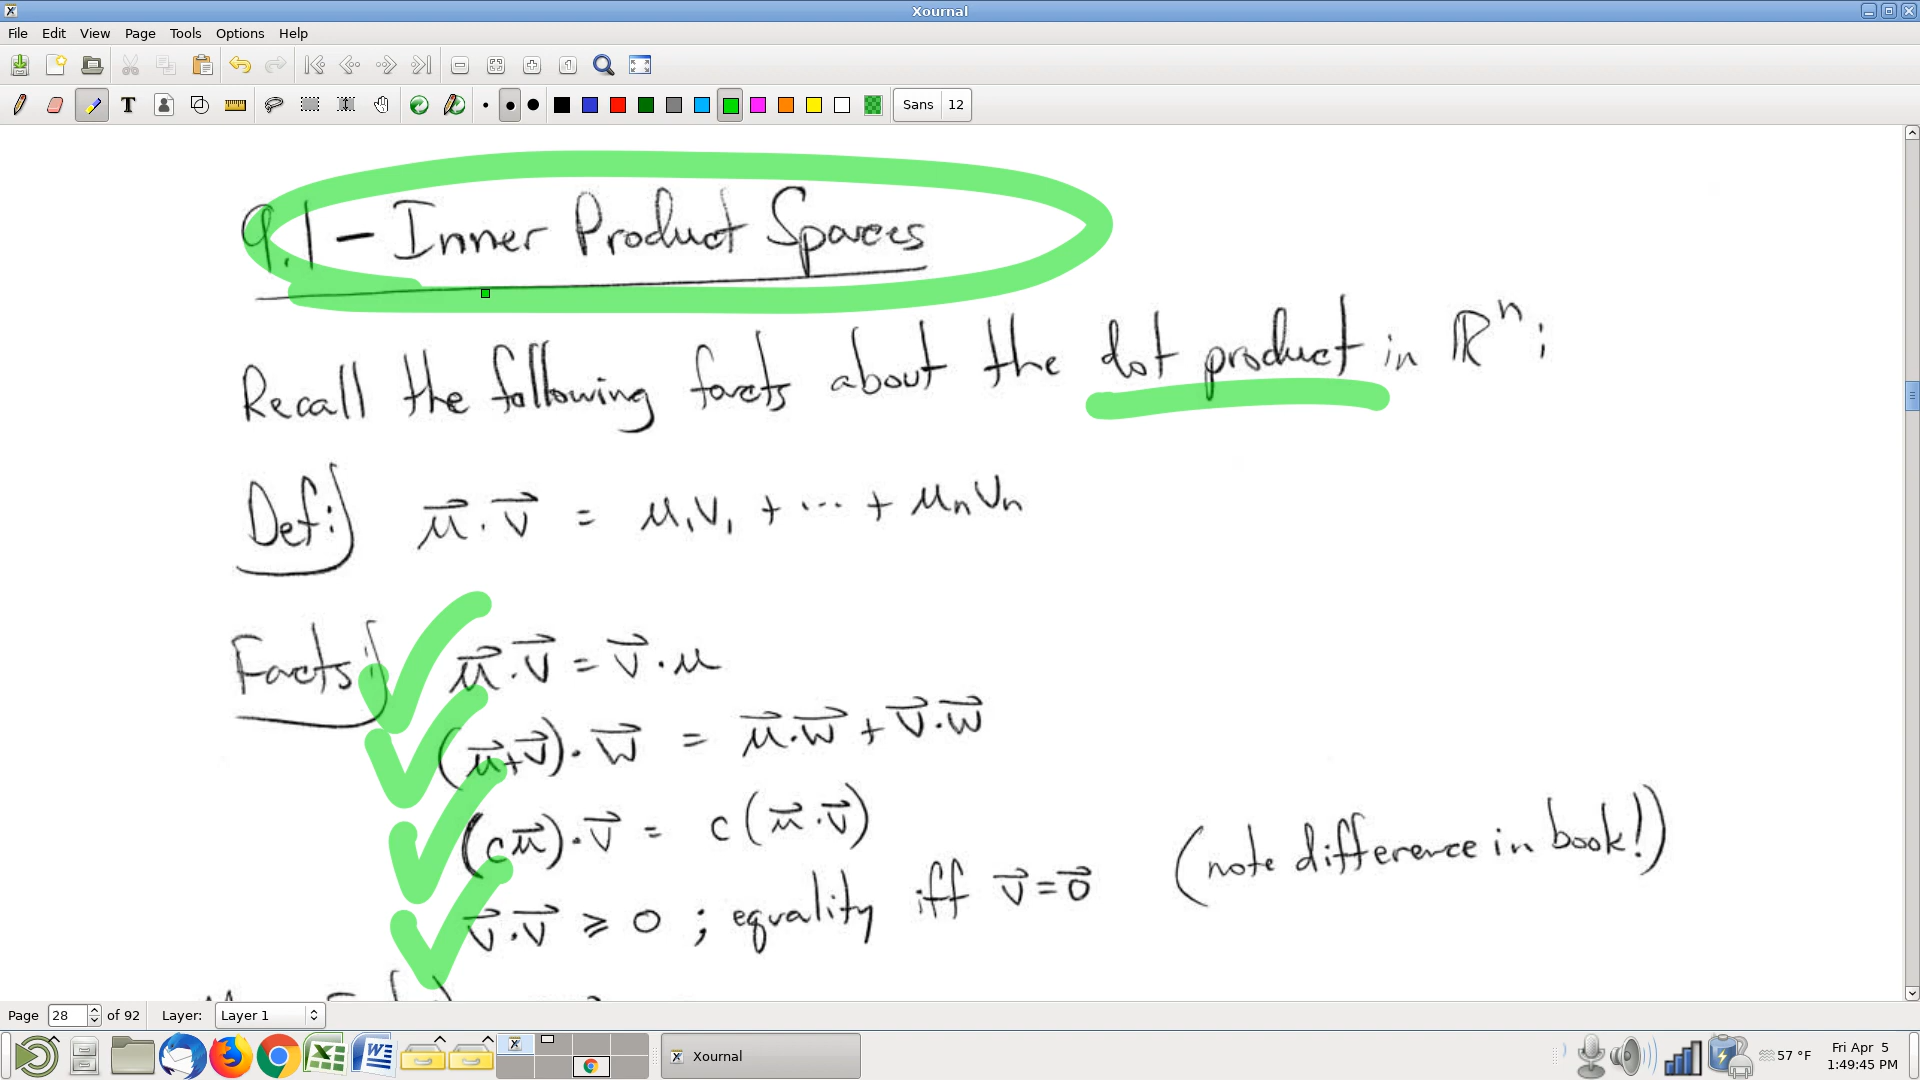 Xournal
File Edit View Page Tools Options Help
Sans 12
9.1 – Inner Product Spaces
Recall the following facts about the dot product in ℝⁿ:
Def: u⃗·v⃗ = u₁v₁ + ⋯ + uₙvₙ
Facts: u⃗·v⃗ = v⃗·u
(u⃗+v⃗)·w⃗ = u⃗·w⃗ + v⃗·w⃗
(cu⃗)·v⃗ = c(u⃗·v⃗)
(note difference in book!)
v⃗·v⃗ ≥ 0 ; equality iff v⃗=0⃗
Page 28 of 92 Layer: Layer 1
Xournal
57 °F
Fri Apr 5
1:49:45 PM